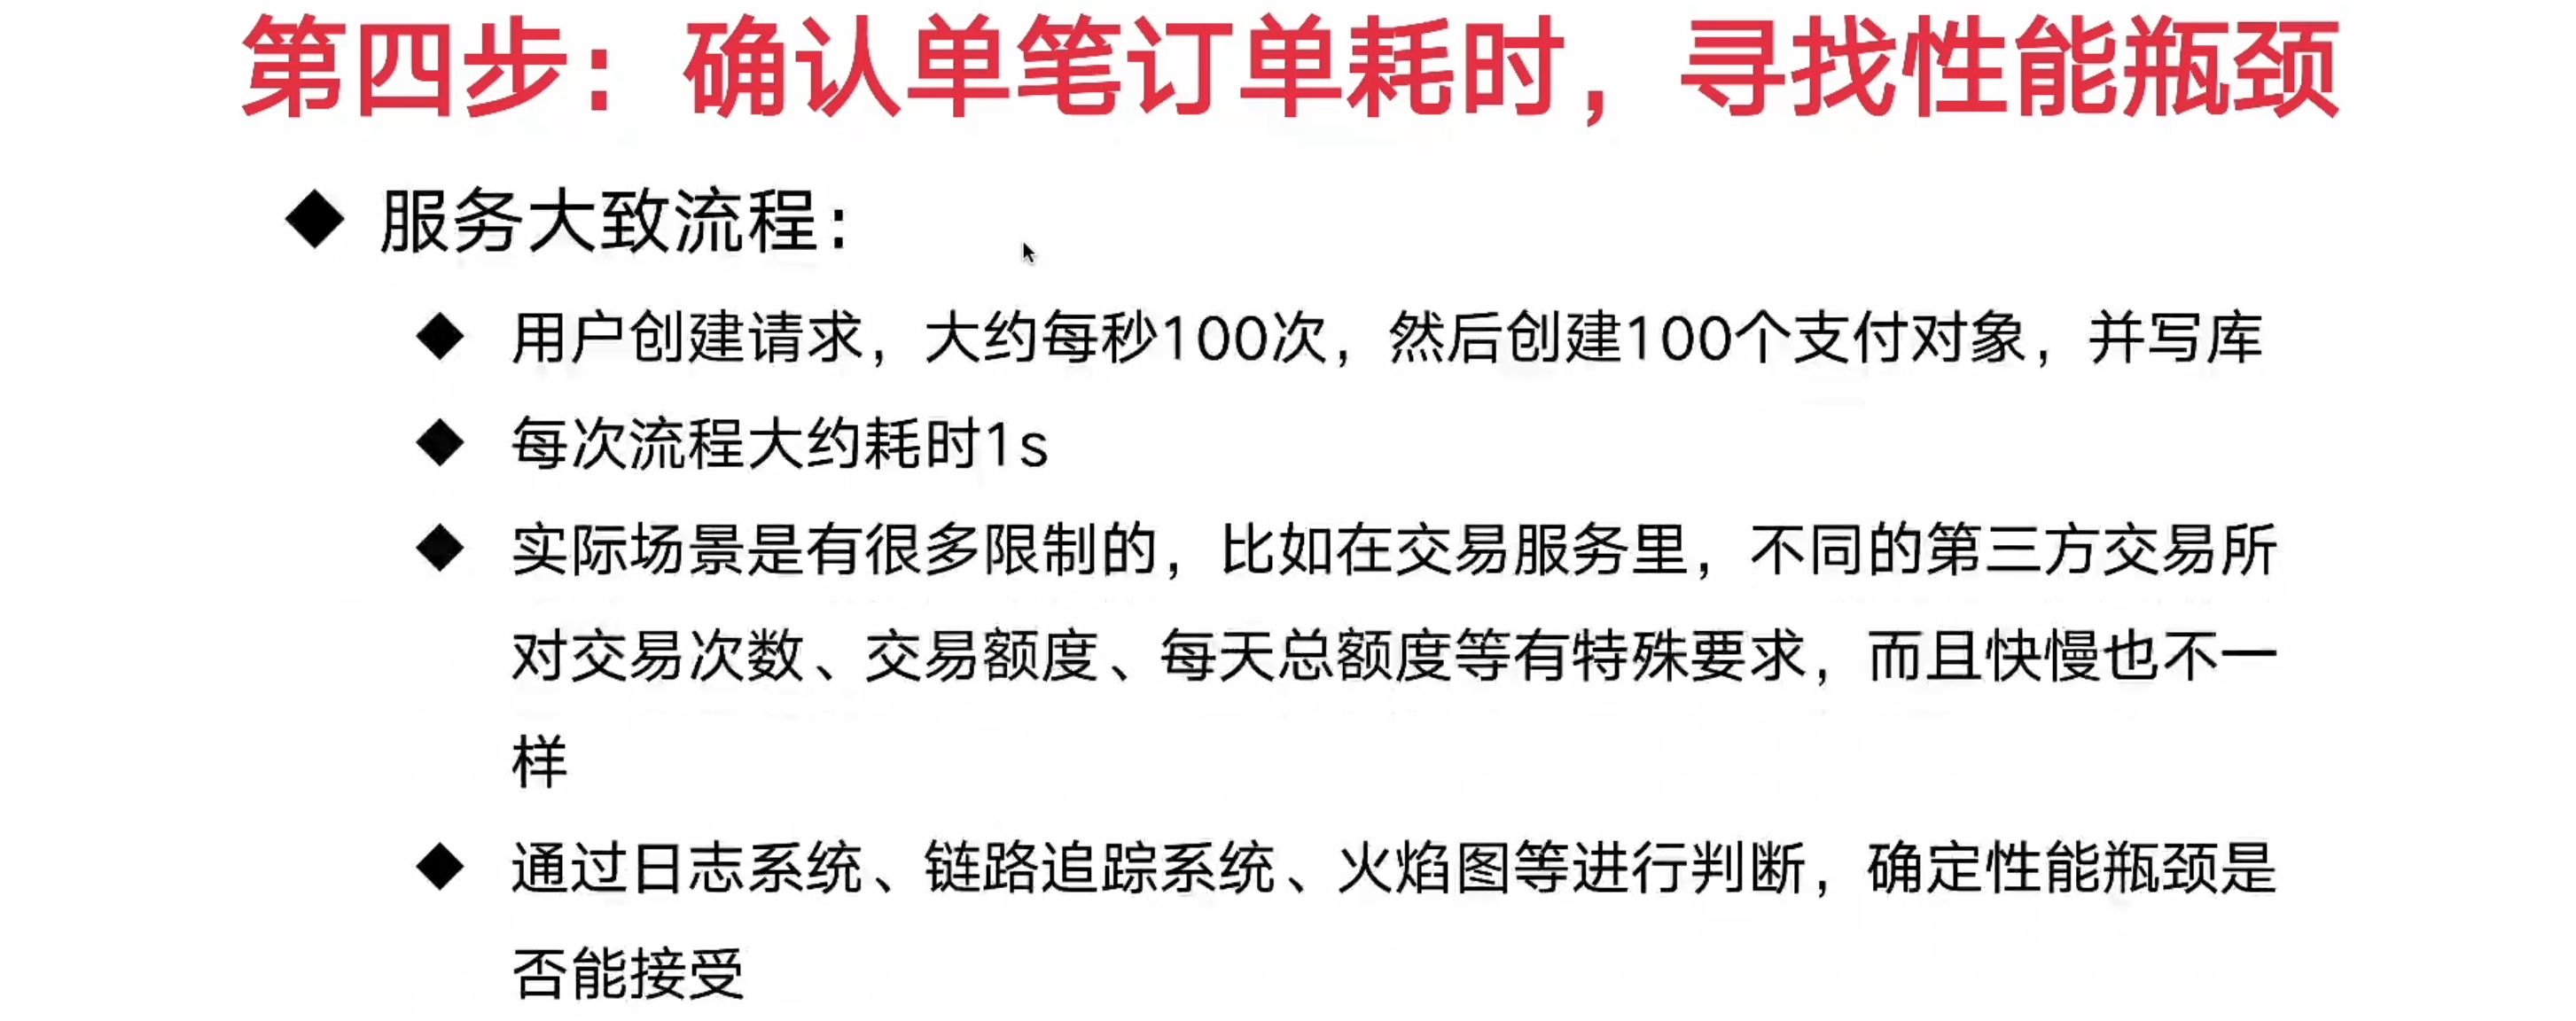 第四步：确认单笔订单耗时，寻找性能瓶颈
◆ 服务大致流程：
◆ 用户创建请求，大约每秒100次，然后创建100个支付对象，并写库
◆ 每次流程大约耗时1s
◆ 实际场景是有很多限制的，比如在交易服务里，不同的第三方交易所
对交易次数、交易额度、每天总额度等有特殊要求，而且快慢也不一
样
◆ 通过日志系统、链路追踪系统、火焰图等进行判断，确定性能瓶颈是
否能接受